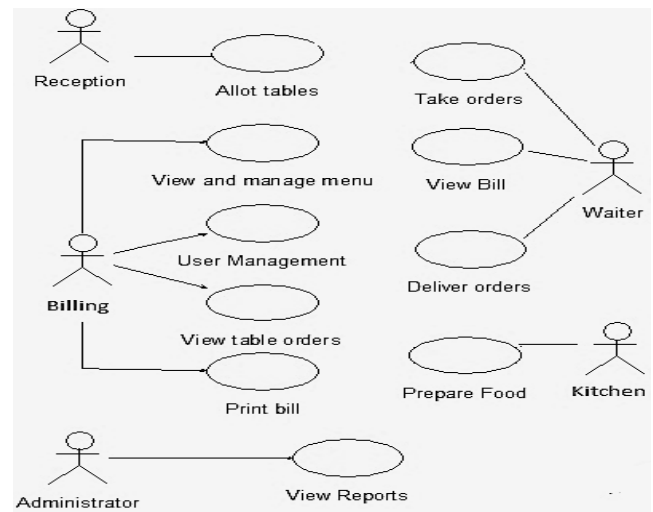 Reception
Allot tables
Take orders
View and manage menu
View Bill
Waiter
User Management
Billing
Deliver orders
View table orders
Print bill
Prepare Food
Kitchen
Administrator
View Reports